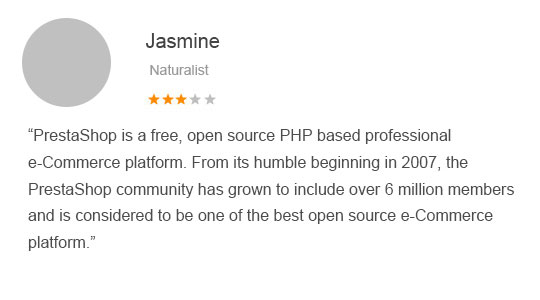 Jasmine
Naturalist
“PrestaShop is a free, open source PHP based professional
e-Commerce platform. From its humble beginning in 2007, the
PrestaShop community has grown to include over 6 million members
and is considered to be one of the best open source e-Commerce
platform.”